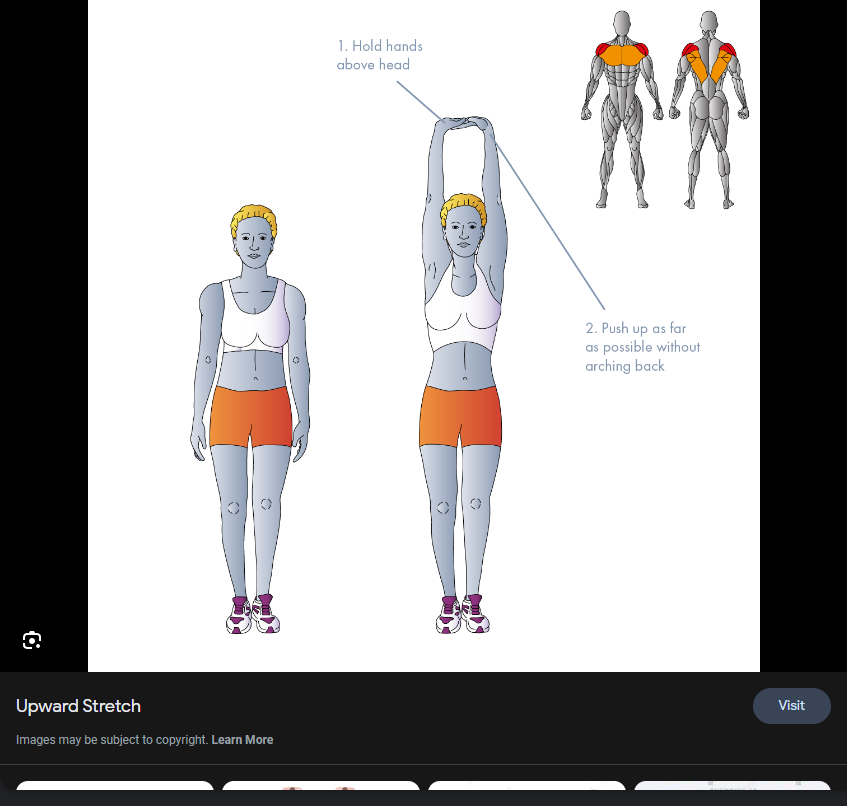 1. Hold hands
above head
2. Push up as far
as possible without
arching back
Upward Stretch
Visit
Images may be subject to copyright. Learn More